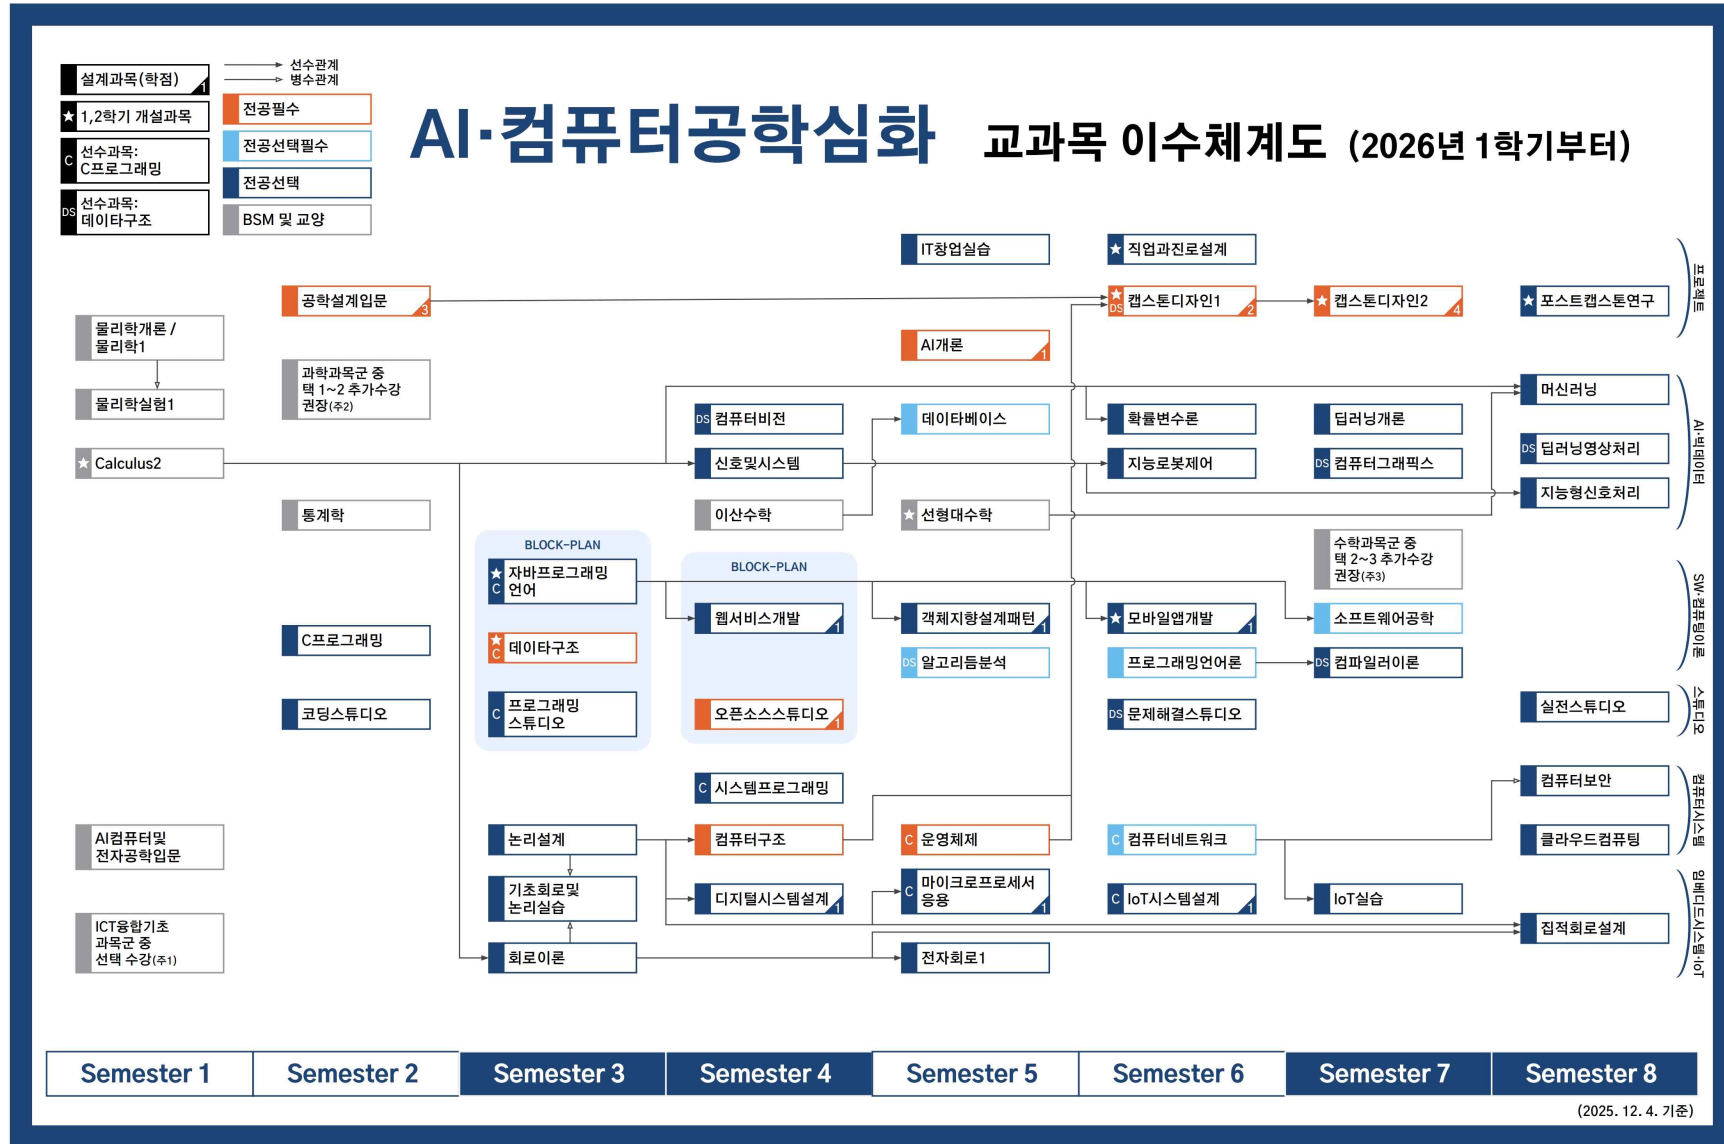 설계과목(학점) 1
★ 1,2학기 개설과목
C 선수과목:
C프로그래밍
DS 선수과목:
데이타구조
선수관계
병수관계
전공필수
전공선택필수
전공선택
BSM 및 교양
AI·컴퓨터공학심화 교과목 이수체계도 (2026년 1학기부터)
IT창업실습
★ 직업과진로설계
프로젝트
공학설계입문 3
★ DS 캡스톤디자인1 2
★ 캡스톤디자인2 4
★ 포스트캡스톤연구
물리학개론 /
물리학1
AI개론 1
과학과목군 중
택 1~2 추가수강
권장(주2)
물리학실험1
머신러닝
AI·빅데이터
DS 컴퓨터비전
데이타베이스
확률변수론
딥러닝개론
★ Calculus2
신호및시스템
지능로봇제어
DS 컴퓨터그래픽스
DS 딥러닝영상처리
지능형신호처리
통계학
이산수학
★ 선형대수학
수학과목군 중
택 2~3 추가수강
권장(주3)
BLOCK-PLAN
BLOCK-PLAN
★ C 자바프로그래밍
언어
SW·컴퓨팅이론
웹서비스개발 1
객체지향설계패턴 1
★ 모바일앱개발 1
소프트웨어공학
C프로그래밍
★ C 데이타구조
DS 알고리듬분석
프로그래밍언어론
DS 컴파일러이론
코딩스튜디오
C 프로그래밍
스튜디오
오픈소스스튜디오 1
DS 문제해결스튜디오
실전스튜디오
스튜디오
C 시스템프로그래밍
컴퓨터보안
컴퓨터시스템
AI컴퓨터및
전자공학입문
논리설계
컴퓨터구조
C 운영체제
C 컴퓨터네트워크
클라우드컴퓨팅
기초회로및
논리실습
디지털시스템설계 1
C 마이크로프로세서
응용 1
C IoT시스템설계 1
IoT실습
임베디드시스템·IoT
ICT융합기초
과목군 중
선택 수강(주1)
회로이론
전자회로1
집적회로설계
Semester 1
Semester 2
Semester 3
Semester 4
Semester 5
Semester 6
Semester 7
Semester 8
(2025. 12. 4. 기준)